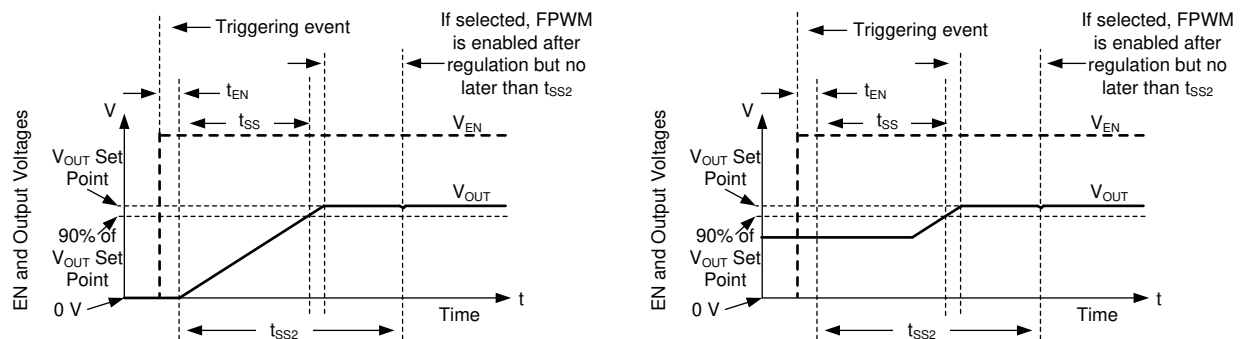 Triggering event
If selected, FPWM
is enabled after
regulation but no
later than tSS2
tEN
V
tSS
VEN
EN and Output Voltages
VOUT Set
Point
VOUT
90% of
VOUT Set
Point
0 V
t
Time
tSS2
Triggering event
If selected, FPWM
is enabled after
regulation but no
later than tSS2
tEN
V
tSS
VEN
EN and Output Voltages
VOUT Set
Point
VOUT
90% of
VOUT Set
Point
0 V
t
Time
tSS2